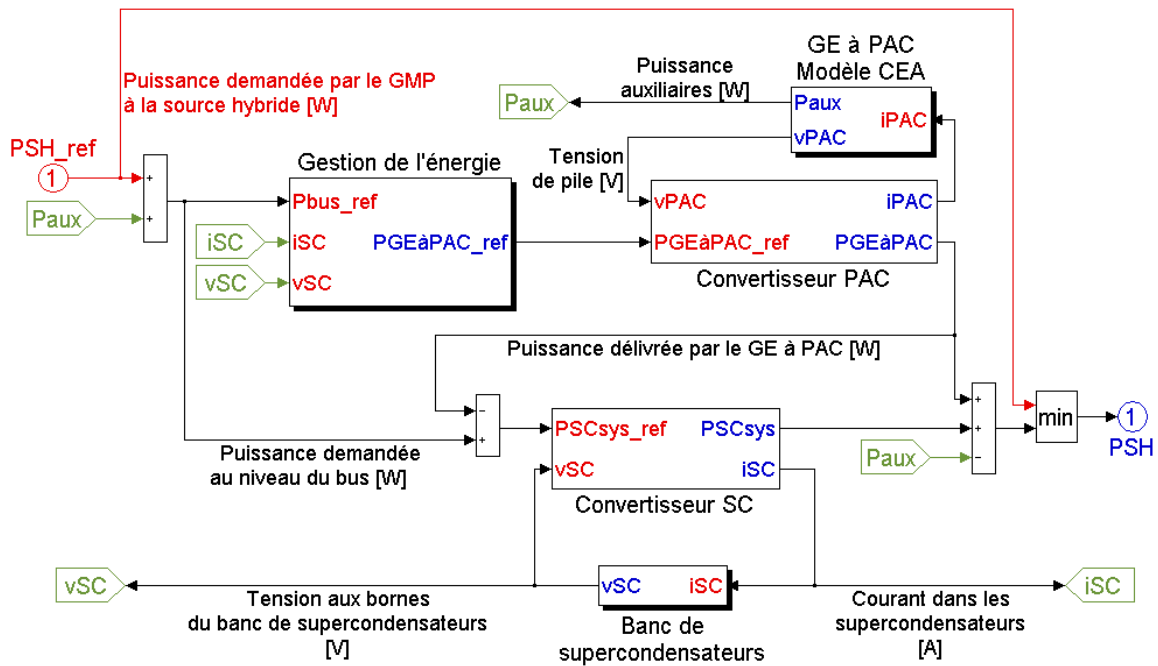 GE à PAC
Modèle CEA
Puissance
auxiliaires [W]
Puissance demandée par le GMP
à la source hybride [W]
Paux
Paux
iPAC
vPAC
PSH_ref
1
+
+
Paux
Gestion de l'énergie
Pbus_ref
iSC
iSC
PGEàPAC_ref
vSC
vSC
Tension
de pile [V]
vPAC
iPAC
PGEàPAC_ref
PGEàPAC
Convertisseur PAC
Puissance délivrée par le GE à PAC [W]
-
+
PSCsys_ref
PSCsys
vSC
iSC
Convertisseur SC
Puissance demandée
au niveau du bus [W]
+
+
-
Paux
min
1
PSH
vSC
Tension aux bornes
du banc de supercondensateurs
[V]
vSC
iSC
Banc de
supercondensateurs
Courant dans les
supercondensateurs
[A]
iSC